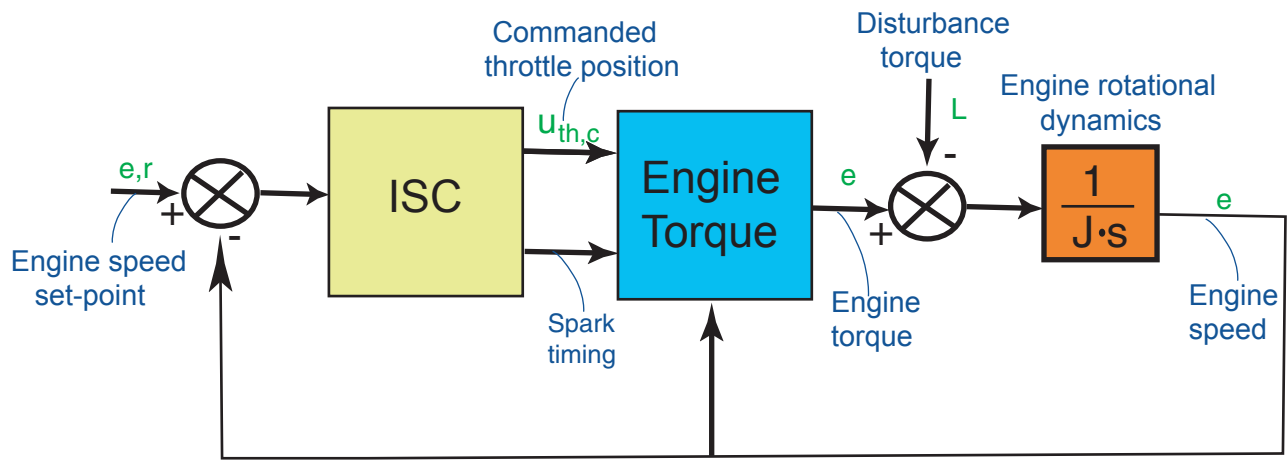 Commanded
throttle position
u_th,c
Disturbance
torque
L
-
Engine rotational
dynamics
e,r
+
-
Engine speed
set-point
ISC
Spark
timing
Engine
Torque
e
+
Engine
torque
1
J·s
e
Engine
speed